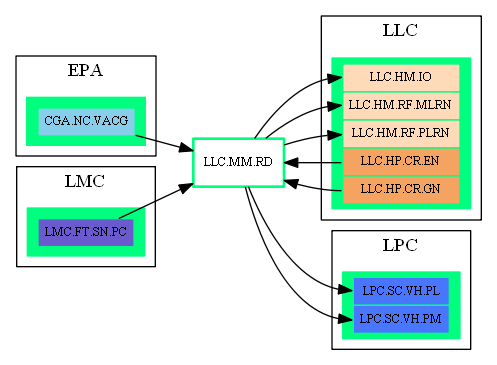 EPA
CGA.NC.VACG
LMC
LMC.FT.SN.PC
LLC.MM.RD
LLC
LLC.HM.IO
LLC.HM.RF.MLRN
LLC.HM.RF.PLRN
LLC.HP.CR.EN
LLC.HP.CR.GN
LPC
LPC.SC.VH.PL
LPC.SC.VH.PM